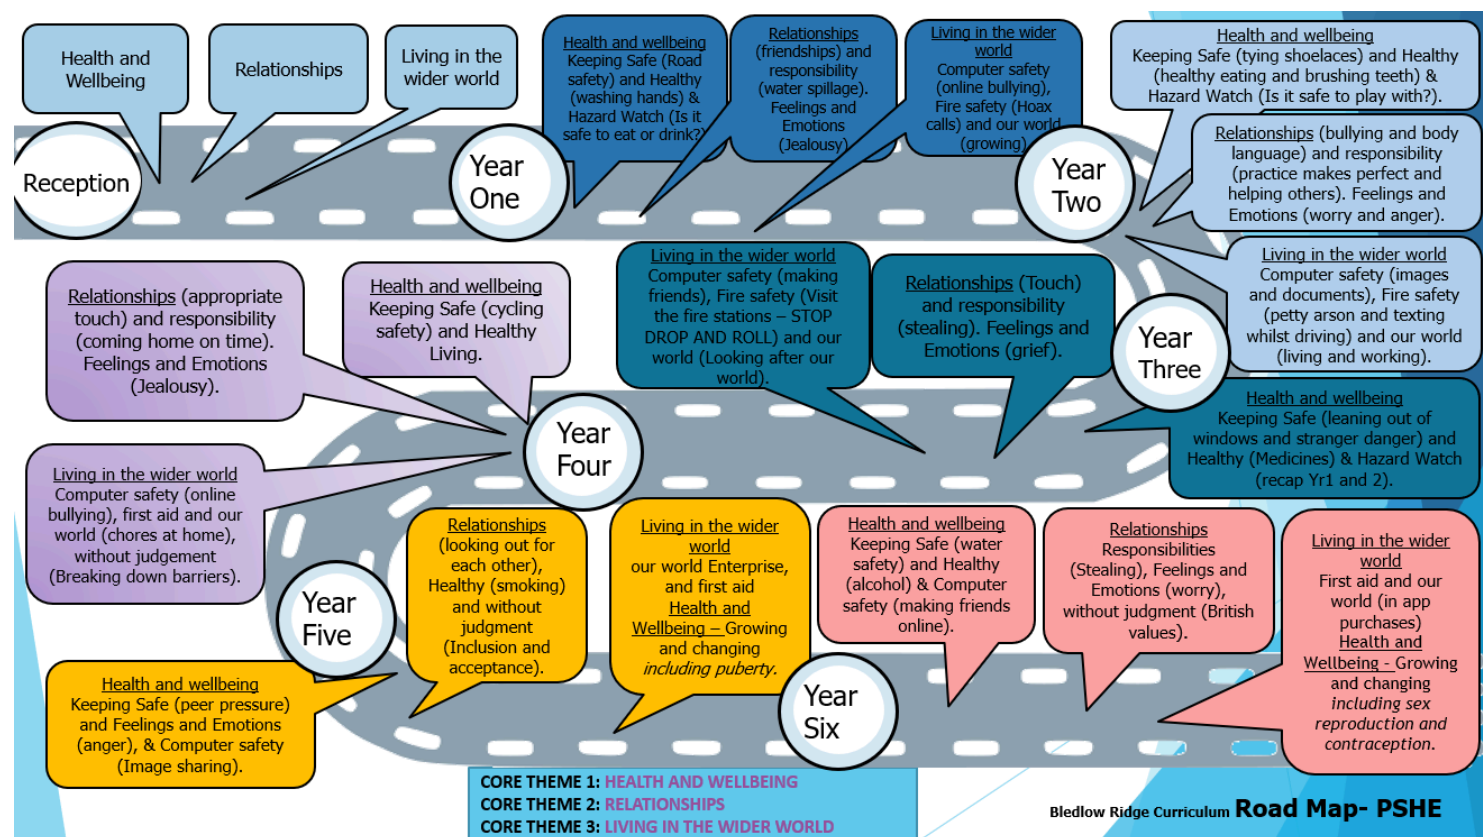 Health and
Wellbeing
Relationships
Living in the
wider world
Reception
Year
One
Health and wellbeing
Keeping Safe (Road
safety) and Healthy
(washing hands) &
Hazard Watch (Is it
safe to eat or drink?)
Relationships
(friendships) and
responsibility
(water spillage).
Feelings and
Emotions
(Jealousy)
Living in the wider
world
Computer safety
(online bullying),
Fire safety (Hoax
calls) and our world
(growing)
Year
Two
Health and wellbeing
Keeping Safe (tying shoelaces) and Healthy
(healthy eating and brushing teeth) &
Hazard Watch (Is it safe to play with?).
Relationships (bullying and body
language) and responsibility
(practice makes perfect and
helping others). Feelings and
Emotions (worry and anger).
Living in the wider world
Computer safety (images
and documents), Fire safety
(petty arson and texting
whilst driving) and our world
(living and working).
Year
Three
Health and wellbeing
Keeping Safe (leaning out of
windows and stranger danger) and
Healthy (Medicines) & Hazard Watch
(recap Yr1 and 2).
Relationships (Touch)
and responsibility
(stealing). Feelings and
Emotions (grief).
Living in the wider world
Computer safety (making
friends), Fire safety (Visit
the fire stations – STOP
DROP AND ROLL) and our
world (Looking after our
world).
Year
Four
Health and wellbeing
Keeping Safe (cycling
safety) and Healthy
Living.
Relationships (appropriate
touch) and responsibility
(coming home on time).
Feelings and Emotions
(Jealousy).
Living in the wider world
Computer safety (online
bullying), first aid and our
world (chores at home),
without judgement
(Breaking down barriers).
Year
Five
Health and wellbeing
Keeping Safe (peer pressure)
and Feelings and Emotions
(anger), & Computer safety
(Image sharing).
Relationships
(looking out for
each other),
Healthy (smoking)
and without
judgment
(Inclusion and
acceptance).
Living in the wider
world
our world Enterprise,
and first aid
Health and
Wellbeing – Growing
and changing
including puberty.
Year
Six
Health and wellbeing
Keeping Safe (water
safety) and Healthy
(alcohol) & Computer
safety (making friends
online).
Relationships
Responsibilities
(Stealing), Feelings and
Emotions (worry),
without judgment (British
values).
Living in the wider
world
First aid and our
world (in app
purchases)
Health and
Wellbeing - Growing
and changing
including sex
reproduction and
contraception.
CORE THEME 1: HEALTH AND WELLBEING
CORE THEME 2: RELATIONSHIPS
CORE THEME 3: LIVING IN THE WIDER WORLD
Bledlow Ridge Curriculum Road Map- PSHE